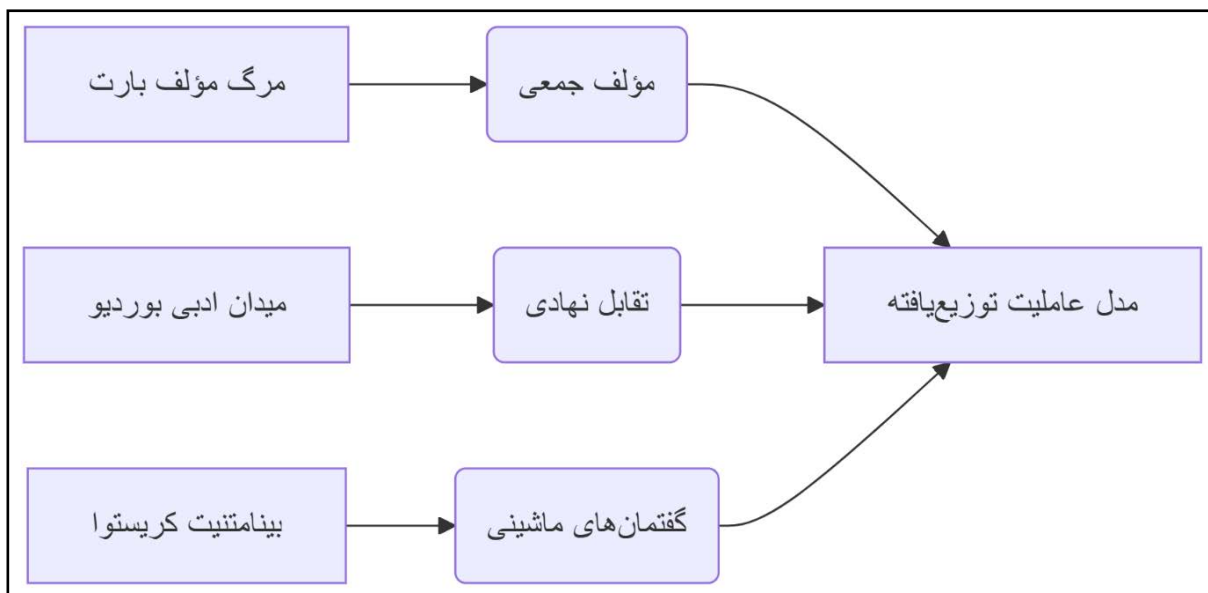 مرگ مؤلف بارت
مؤلف جمعی
میدان ادبی بوردیو
تقابل نهادی
مدل عاملیت توزیع‌یافته
بینامتنیت کریستوا
گفتمان‌های ماشینی